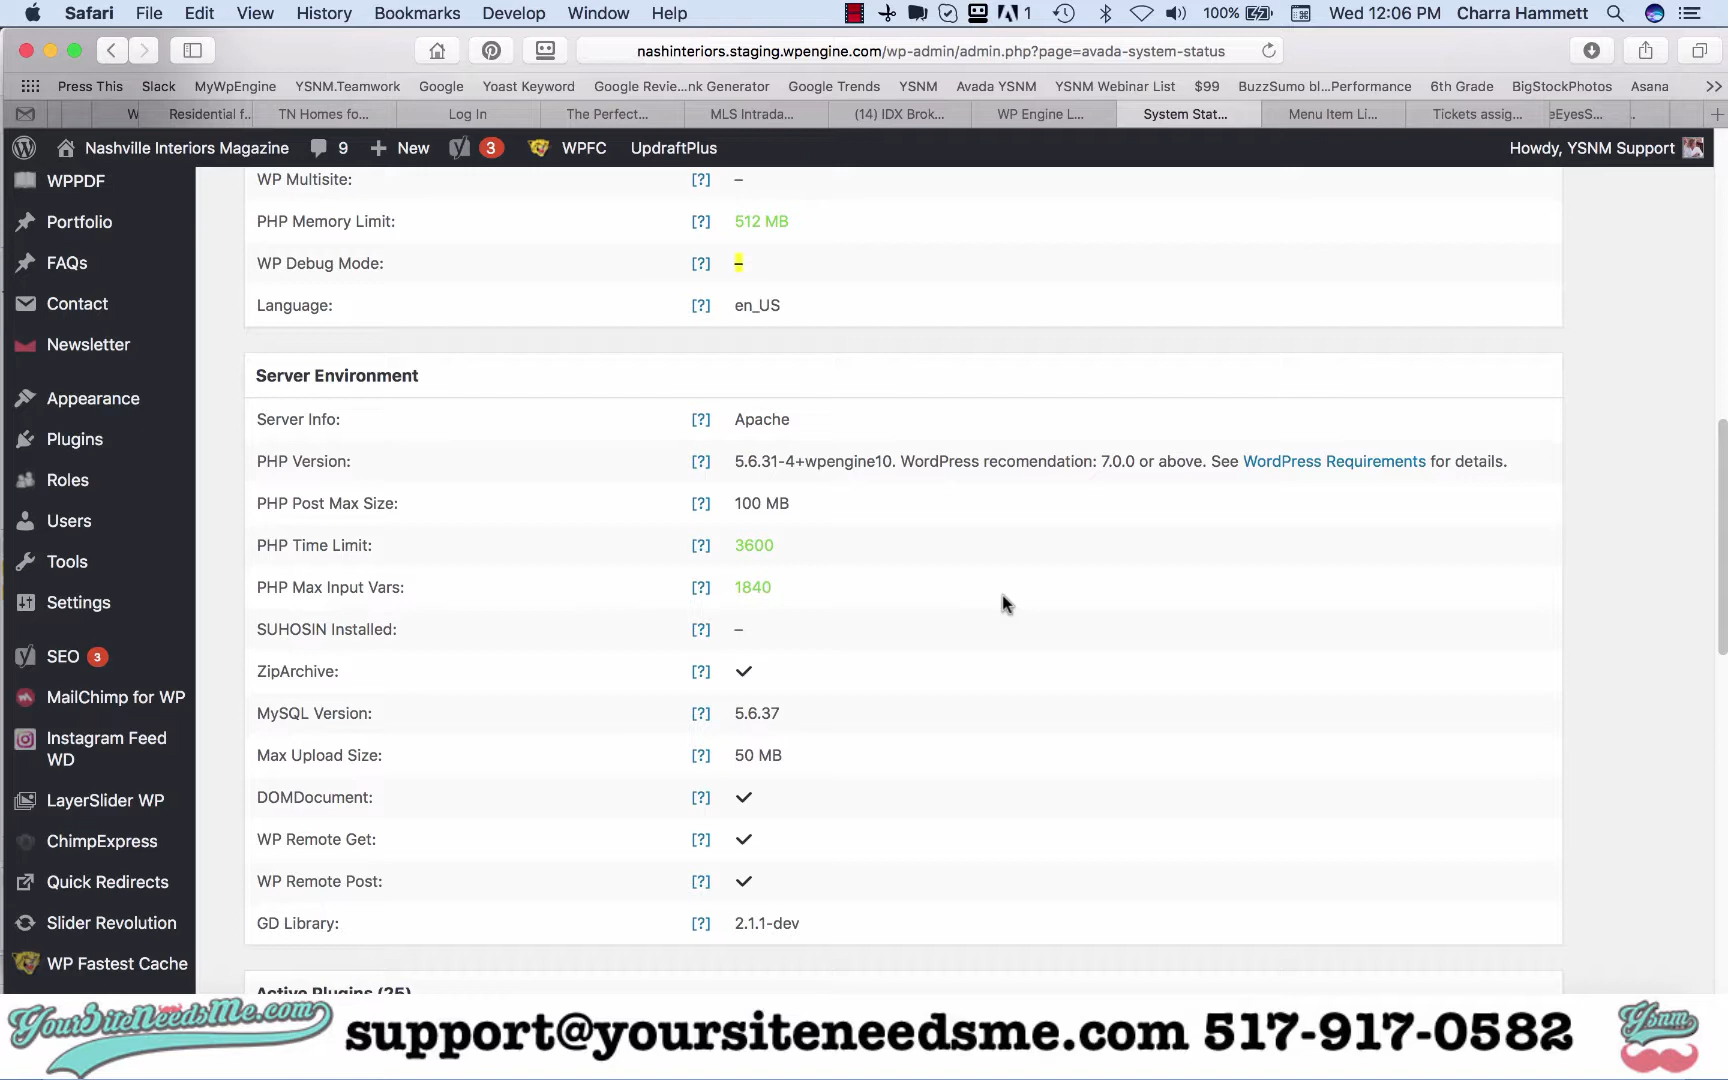 Safari File Edit View History Bookmarks Develop Window Help 1 100% Wed 12:06 PM Charra Hammett
nashinteriors.staging.wpengine.com/wp-admin/admin.php?page=avada-system-status
Press This Slack MyWpEngine YSNM.Teamwork Google Yoast Keyword Google Revie...nk Generator Google Trends YSNM Avada YSNM YSNM Webinar List $99 BuzzSumo bl...Performance 6th Grade BigStockPhotos Asana
W Residential f... TN Homes fo... Log In The Perfect... MLS Intrada... (14) IDX Brok... WP Engine L... System Stat... Menu Item Li... Tickets assig... eEyesS...
Nashville Interiors Magazine 9 New 3 WPFC UpdraftPlus Howdy, YSNM Support
WPPDF
Portfolio
FAQs
Contact
Newsletter
Appearance
Plugins
Roles
Users
Tools
Settings
SEO 3
MailChimp for WP
Instagram Feed
WD
LayerSlider WP
ChimpExpress
Quick Redirects
Slider Revolution
WP Fastest Cache
WP Multisite: [?] –
PHP Memory Limit: [?] 512 MB
WP Debug Mode: [?] –
Language: [?] en_US
Server Environment
Server Info: [?] Apache
PHP Version: [?] 5.6.31-4+wpengine10. WordPress recomendation: 7.0.0 or above. See WordPress Requirements for details.
PHP Post Max Size: [?] 100 MB
PHP Time Limit: [?] 3600
PHP Max Input Vars: [?] 1840
SUHOSIN Installed: [?] –
ZipArchive: [?] ✔
MySQL Version: [?] 5.6.37
Max Upload Size: [?] 50 MB
DOMDocument: [?] ✔
WP Remote Get: [?] ✔
WP Remote Post: [?] ✔
GD Library: [?] 2.1.1-dev
Active Plugins (25)
YourSiteNeedsMe.com support@yoursiteneedsme.com 517-917-0582 Ysnm